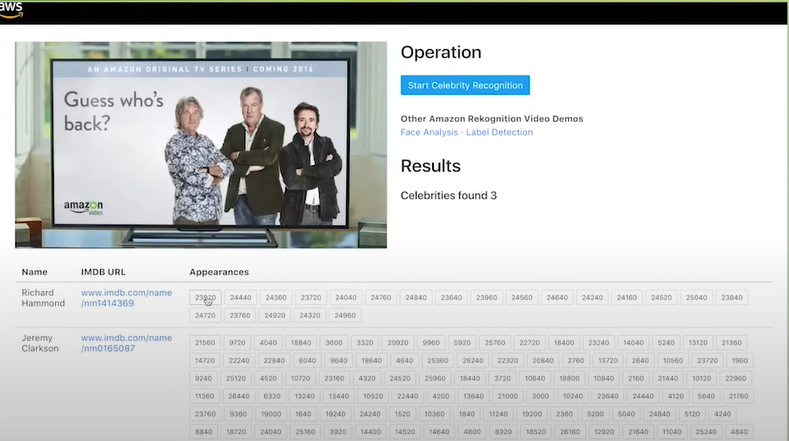 aws
AN AMAZON ORIGINAL TV SERIES | COMING 2016
Guess who's
back?
amazon
video
Operation
Start Celebrity Recognition
Other Amazon Rekognition Video Demos
Face Analysis · Label Detection
Results
Celebrities found 3
Name IMDB URL Appearances
Richard Hammond www.imdb.com/name/nm1414369
24440 24360 23720 24040 24760 24840 23640 23960 24560 24640 24240 24160 24520 25040 23840
24720 23760 24920 24320 24960
Jeremy Clarkson www.imdb.com/name/nm0165087
21560 9720 4040 18840 3600 3320 20920 9960 5920 25760 22720 18400 23240 14040 5240 13120 21360
14720 22240 22840 6040 9640 18640 4640 25360 26240 22320 20840 2760 13720 2640 10560 23720 1960
9240 25120 4520 10720 23160 4320 24520 25960 18440 3720 10640 18800 10840 2160 21440 10120 22960
11360 26440 6320 13240 13440 10520 22440 4200 13640 21000 3000 10240 23640 24440 4120 5640 21760
23760 9360 19000 1640 19240 24240 1520 10360 1840 11240 19200 2360 5200 5040 24840 5120 4240
8840 18720 24040 25160 3920 14400 14520 14640 4800 8920 18520 26160 12920 21640 11040 25240 4840